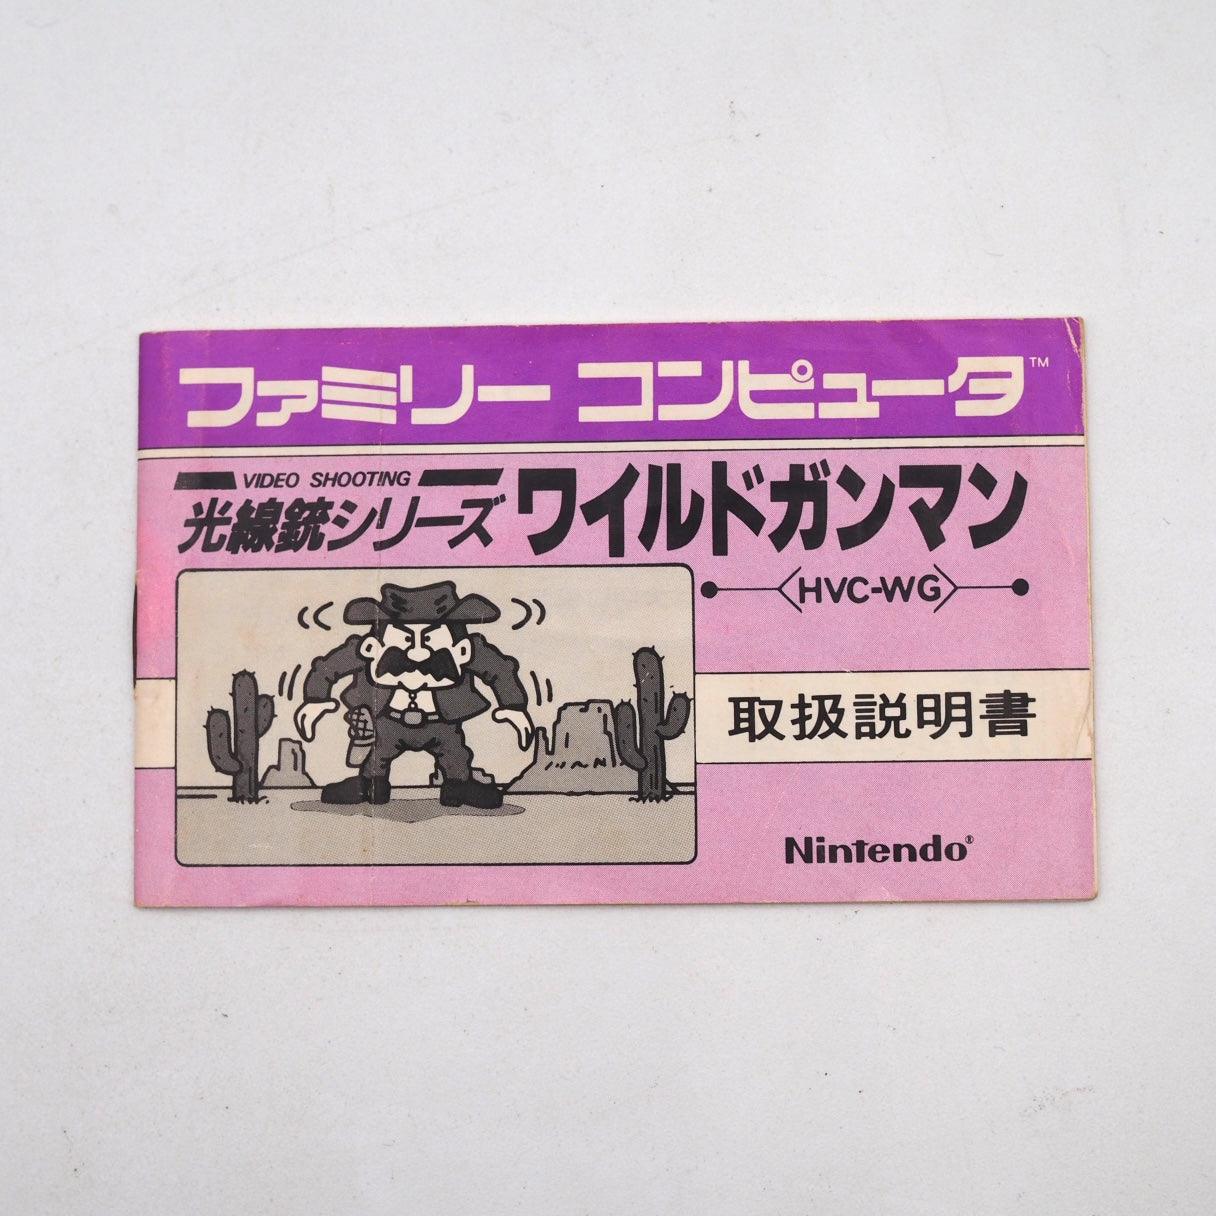 ファミリー コンピュータ™
VIDEO SHOOTING
光線銃シリーズ ワイルドガンマン
HVC-WG
取扱説明書
Nintendo®